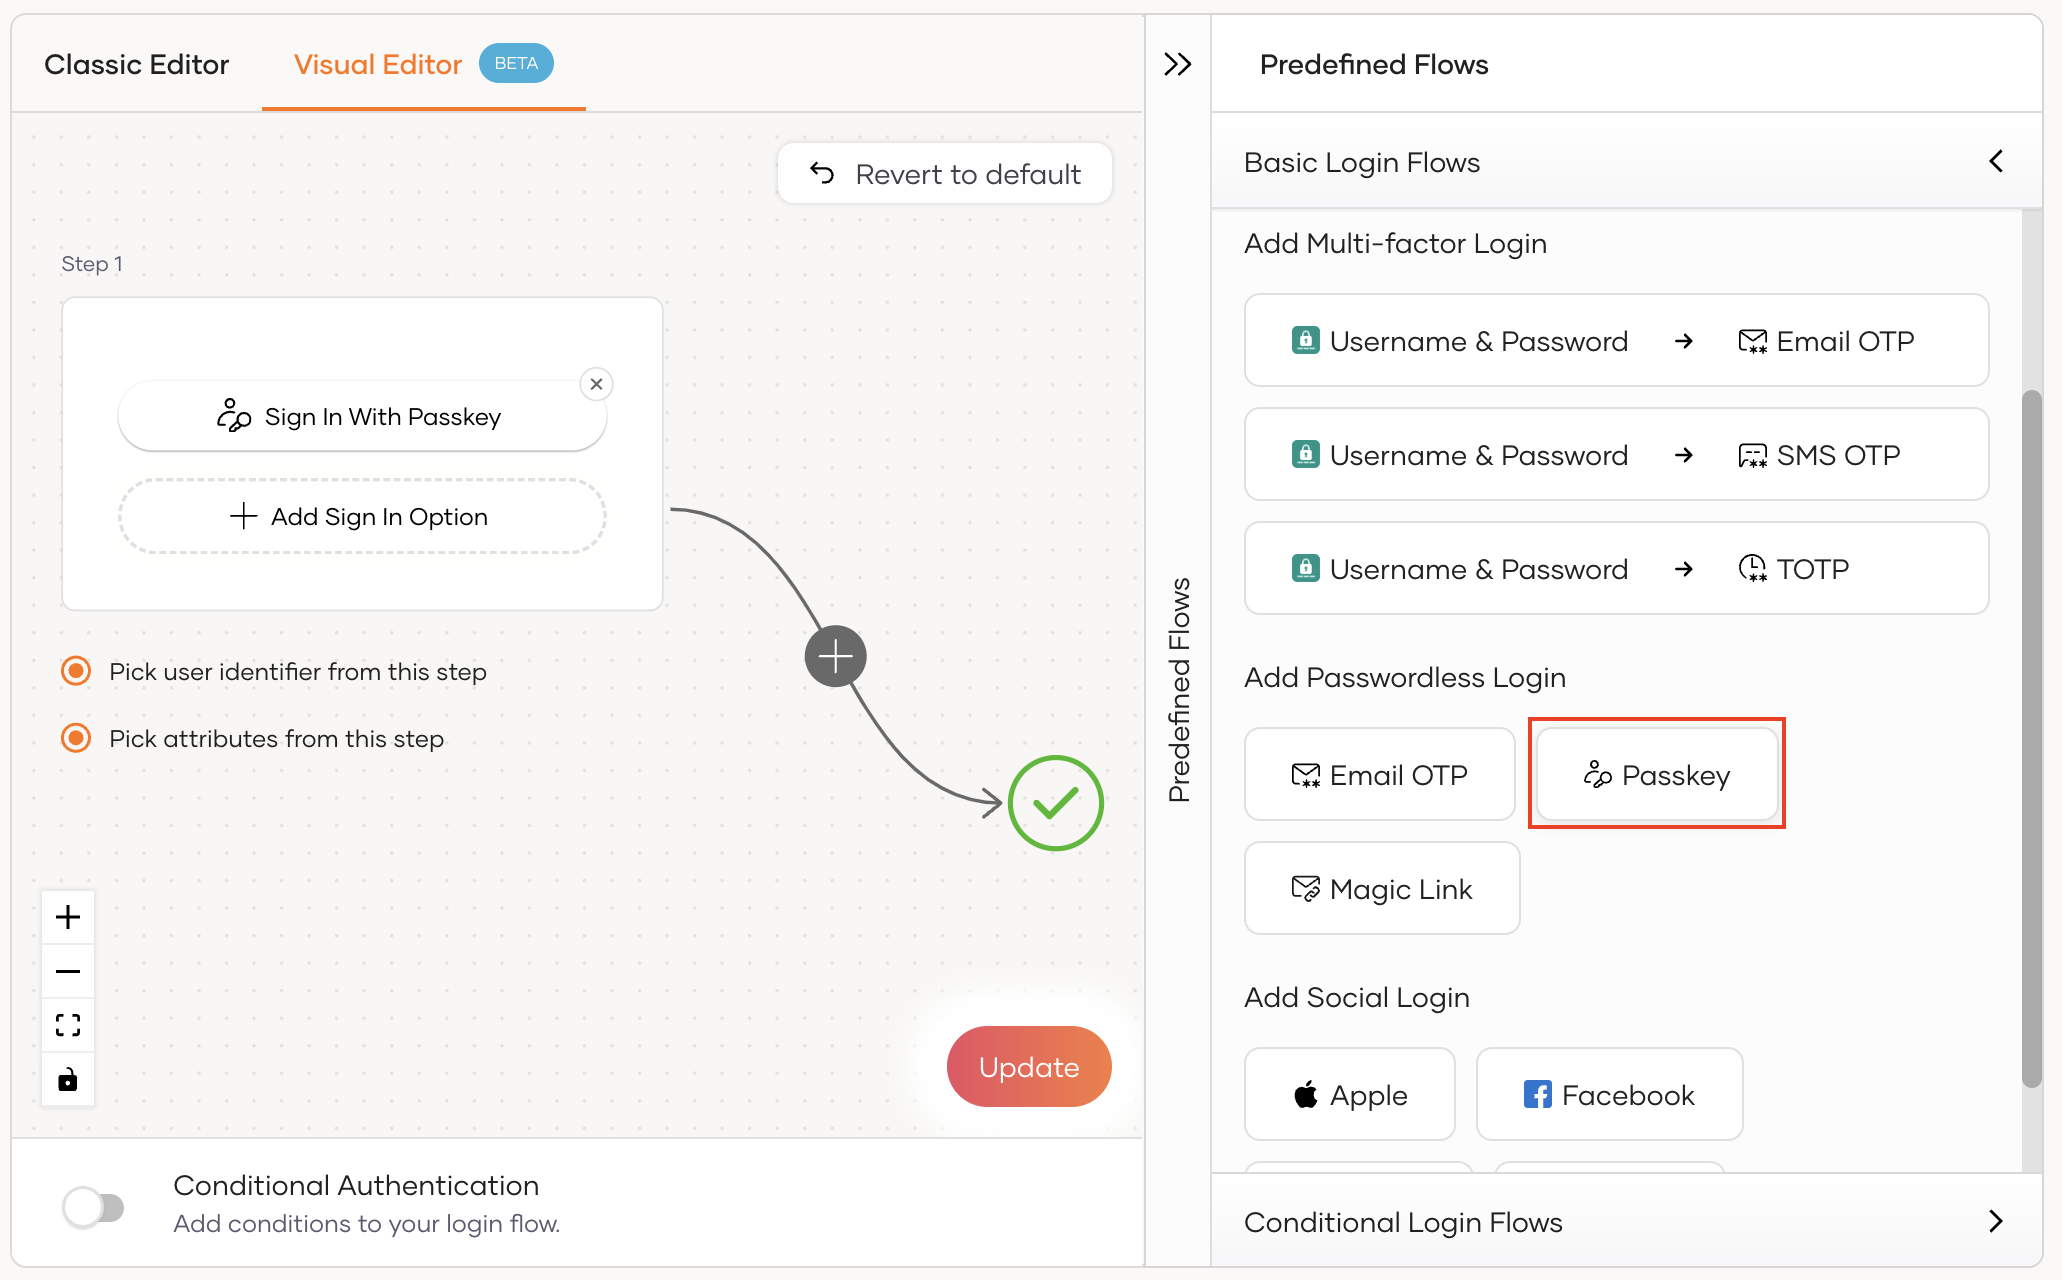 Classic Editor
Visual Editor
BETA
Revert to default
Step 1
Sign In With Passkey
Add Sign In Option
Pick user identifier from this step
Pick attributes from this step
Update
Conditional Authentication
Add conditions to your login flow.
Predefined Flows
Predefined Flows
Basic Login Flows
Add Multi-factor Login
Username & Password → Email OTP
Username & Password → SMS OTP
Username & Password → TOTP
Add Passwordless Login
Email OTP
Passkey
Magic Link
Add Social Login
Apple
Facebook
Conditional Login Flows